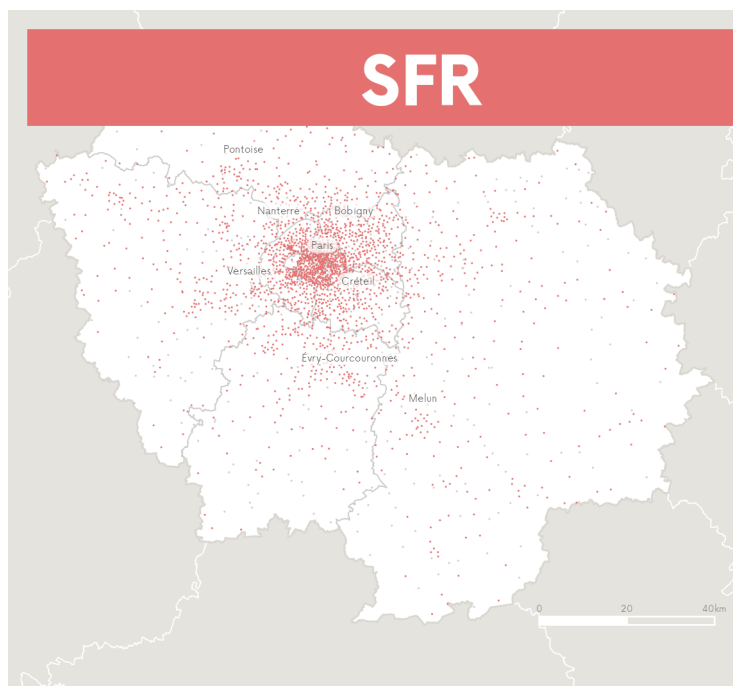 SFR
Pontoise
Nanterre
Bobigny
Paris
Versailles
Créteil
Évry-Courcouronnes
Melun
0 20 40km